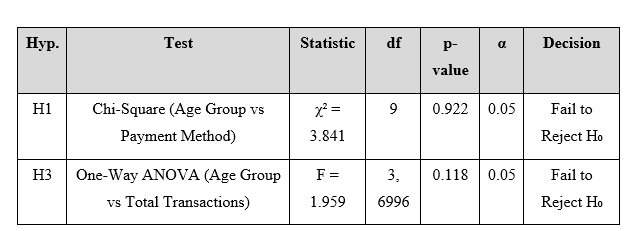 Hyp. Test Statistic df p-value α Decision
H1 Chi-Square (Age Group vs Payment Method) χ² = 3.841 9 0.922 0.05 Fail to Reject H₀
H3 One-Way ANOVA (Age Group vs Total Transactions) F = 1.959 3, 6996 0.118 0.05 Fail to Reject H₀